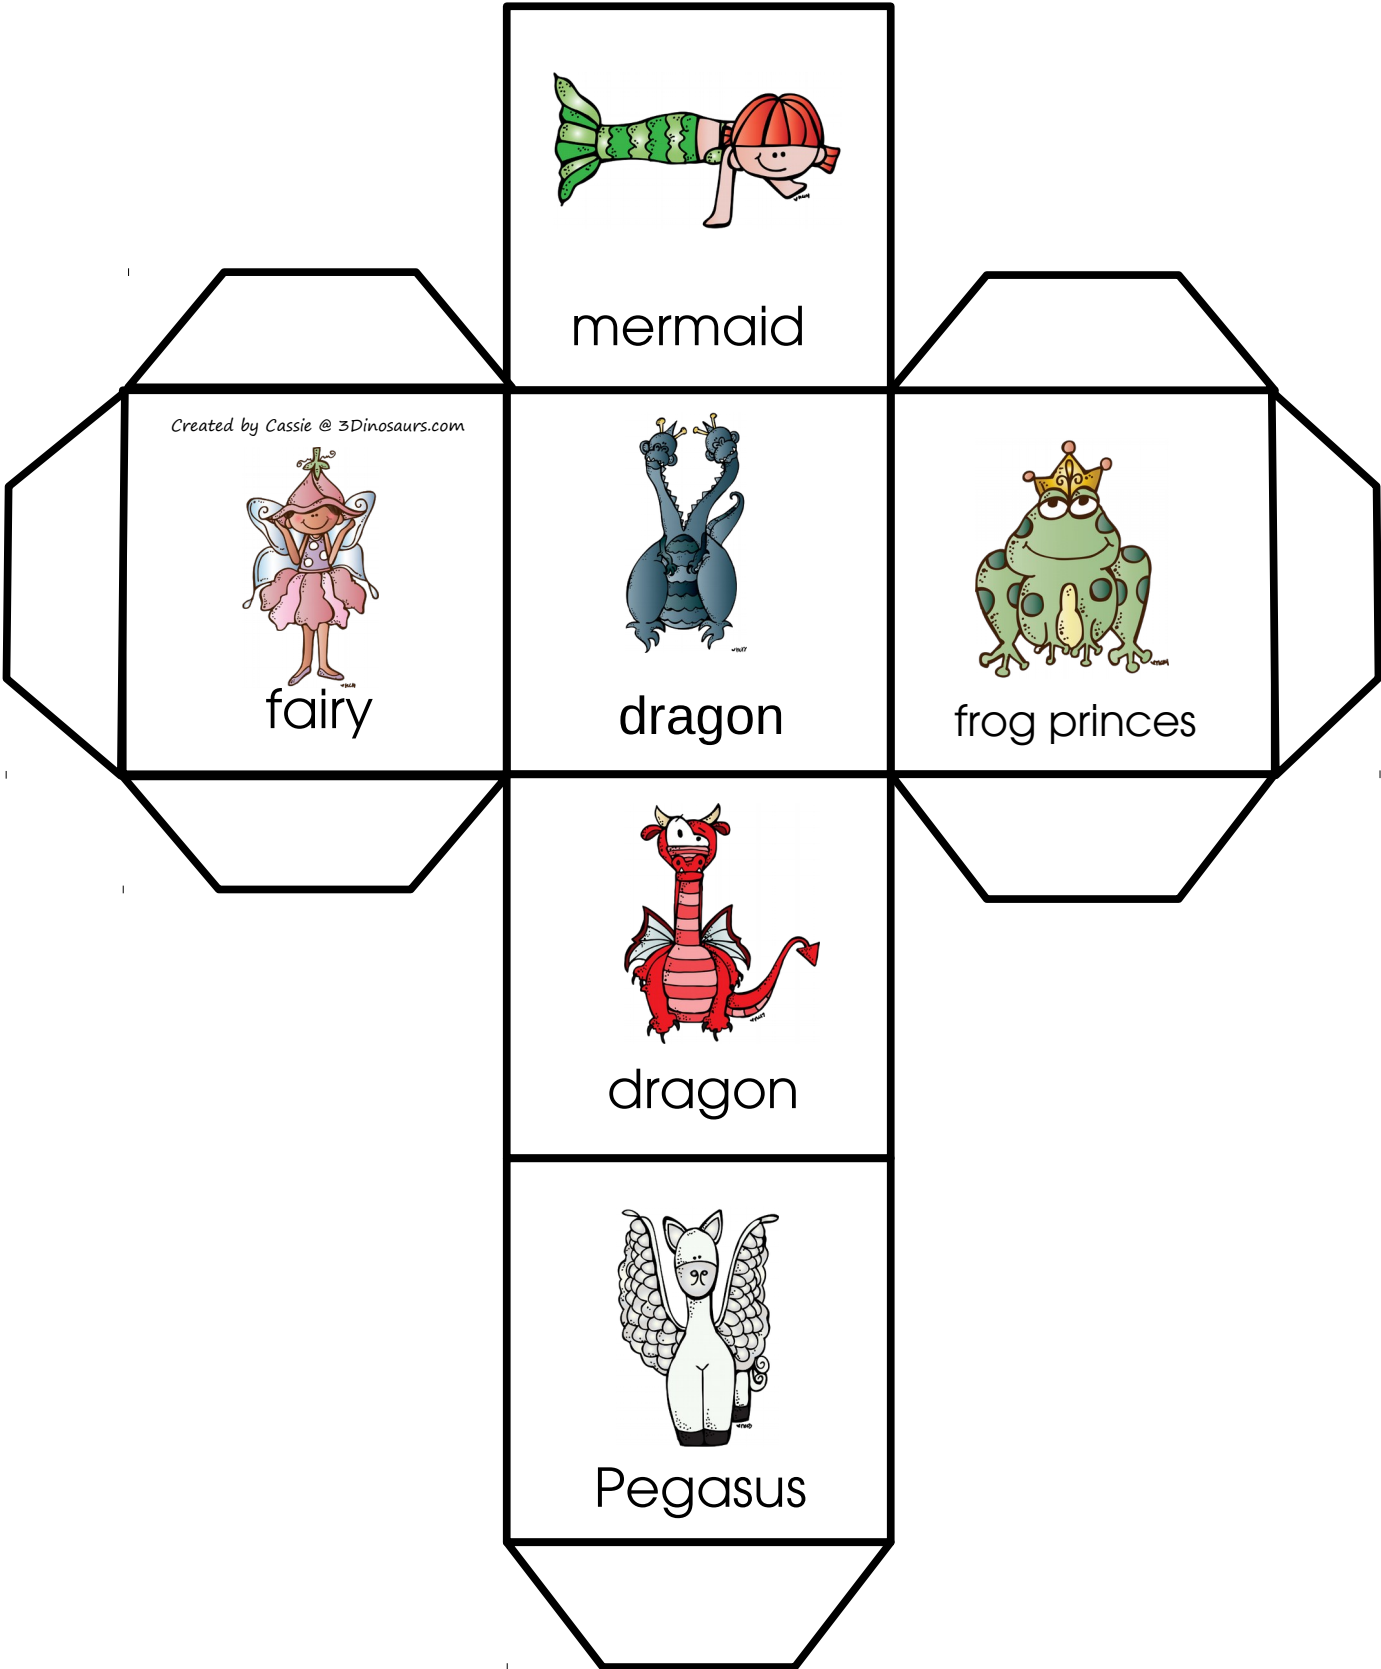 mermaid
Created by Cassie @ 3Dinosaurs.com
fairy
dragon
frog princes
dragon
Pegasus